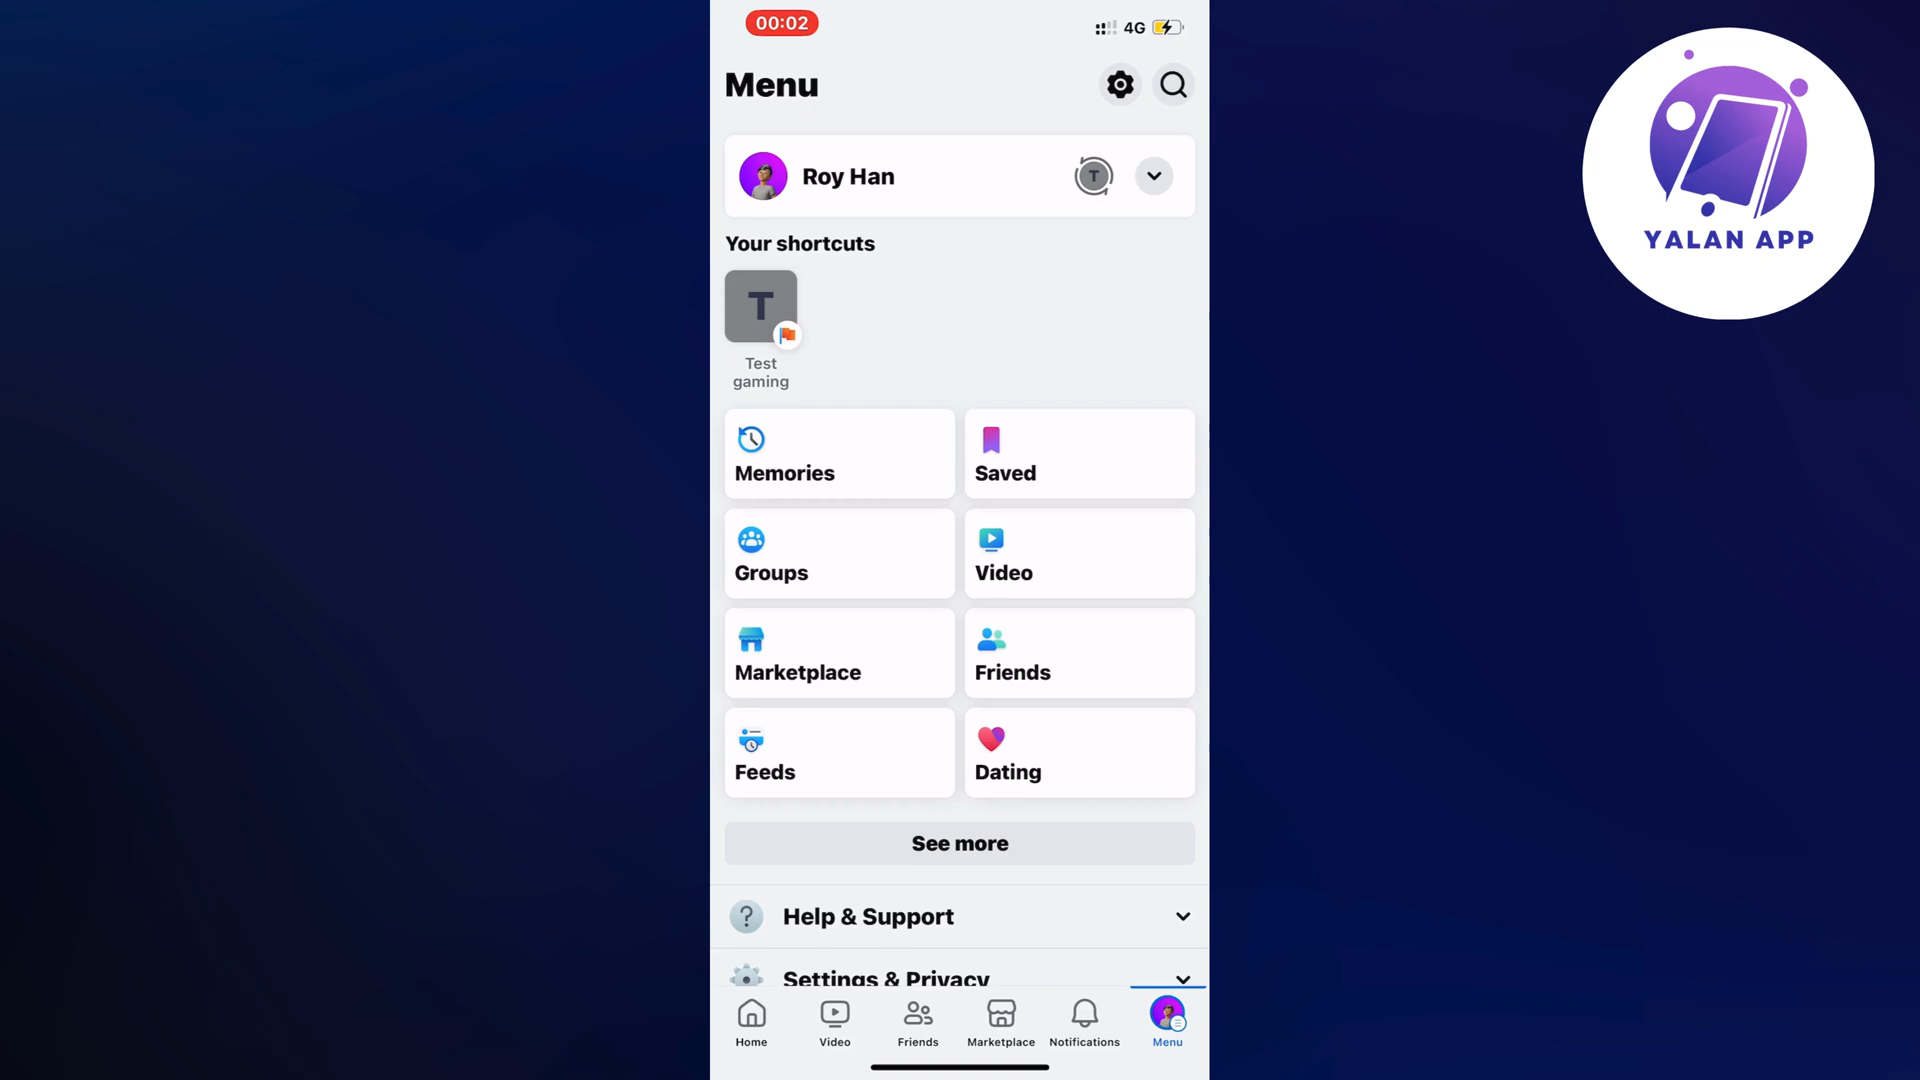 00:02
4G
Menu
Roy Han
T
Your shortcuts
T
Test
gaming
Memories
Saved
Groups
Video
Marketplace
Friends
Feeds
Dating
See more
? Help & Support
Settings & Privacy
Home
Video
Friends
Marketplace
Notifications
Menu
YALAN APP